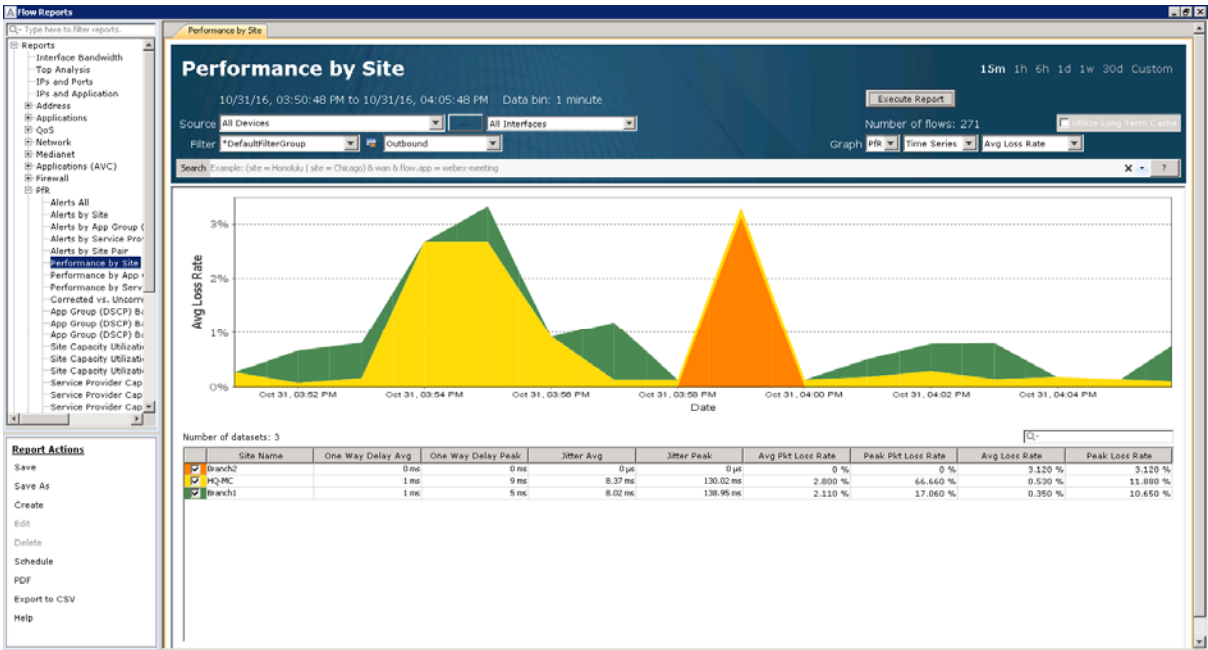 Flow Reports
Type here to filter reports.
Reports
Interface Bandwidth
Top Analysis
IPs and Ports
IPs and Application
Address
Applications
QoS
Network
Medianet
Applications (AVC)
Firewall
PfR
Alerts All
Alerts by Site
Alerts by App Group (
Alerts by Service Pro
Alerts by Site Pair
Performance by Site
Performance by App
Performance by Serv
Corrected vs. Uncorre
App Group (DSCP) Ba
App Group (DSCP) Ba
App Group (DSCP) Ba
Site Capacity Utilizati
Site Capacity Utilizati
Site Capacity Utilizati
Service Provider Cap
Service Provider Cap
Service Provider Cap
Report Actions
Save
Save As
Create
Edit
Delete
Schedule
PDF
Export to CSV
Help
Performance by Site
Performance by Site
15m 1h 6h 1d 1w 30d Custom
10/31/16, 03:50:48 PM to 10/31/16, 04:05:48 PM Data bin: 1 minute
Execute Report
Source All Devices ... All Interfaces
Number of flows: 271
Utilize Long Term Cache
Filter *DefaultFilterGroup Outbound
Graph PfR Time Series Avg Loss Rate
Search Example: (site = Honolulu | site = Chicago) & wan & flow.app = webex-meeting X ?
3%
2%
1%
0%
Avg Loss Rate
Oct 31, 03:52 PM Oct 31, 03:54 PM Oct 31, 03:56 PM Oct 31, 03:58 PM Oct 31, 04:00 PM Oct 31, 04:02 PM Oct 31, 04:04 PM
Date
Number of datasets: 3
Site Name One Way Delay Avg One Way Delay Peak Jitter Avg Jitter Peak Avg Pkt Loss Rate Peak Pkt Loss Rate Avg Loss Rate Peak Loss Rate
Branch2 0 ms 0 ms 0 µs 0 µs 0 % 0 % 3.120 % 3.120 %
HQ-MC 1 ms 9 ms 8.37 ms 130.02 ms 2.800 % 66.660 % 0.530 % 11.880 %
Branch1 1 ms 5 ms 8.02 ms 138.95 ms 2.110 % 17.060 % 0.350 % 10.650 %